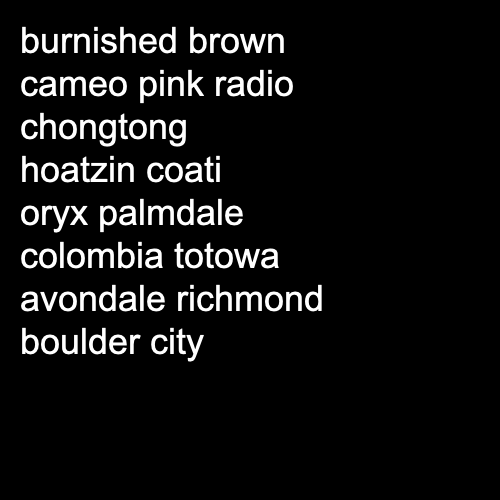 burnished brown
cameo pink radio
chongtong
hoatzin coati
oryx palmdale
colombia totowa
avondale richmond
boulder city